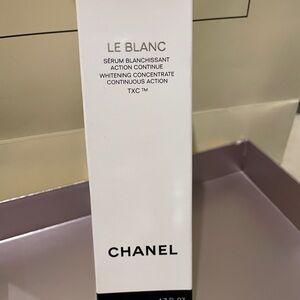 LE BLANC
SÉRUM BLANCHISSANT
ACTION CONTINUE
WHITENING CONCENTRATE
CONTINUOUS ACTION
TXC™
CHANEL